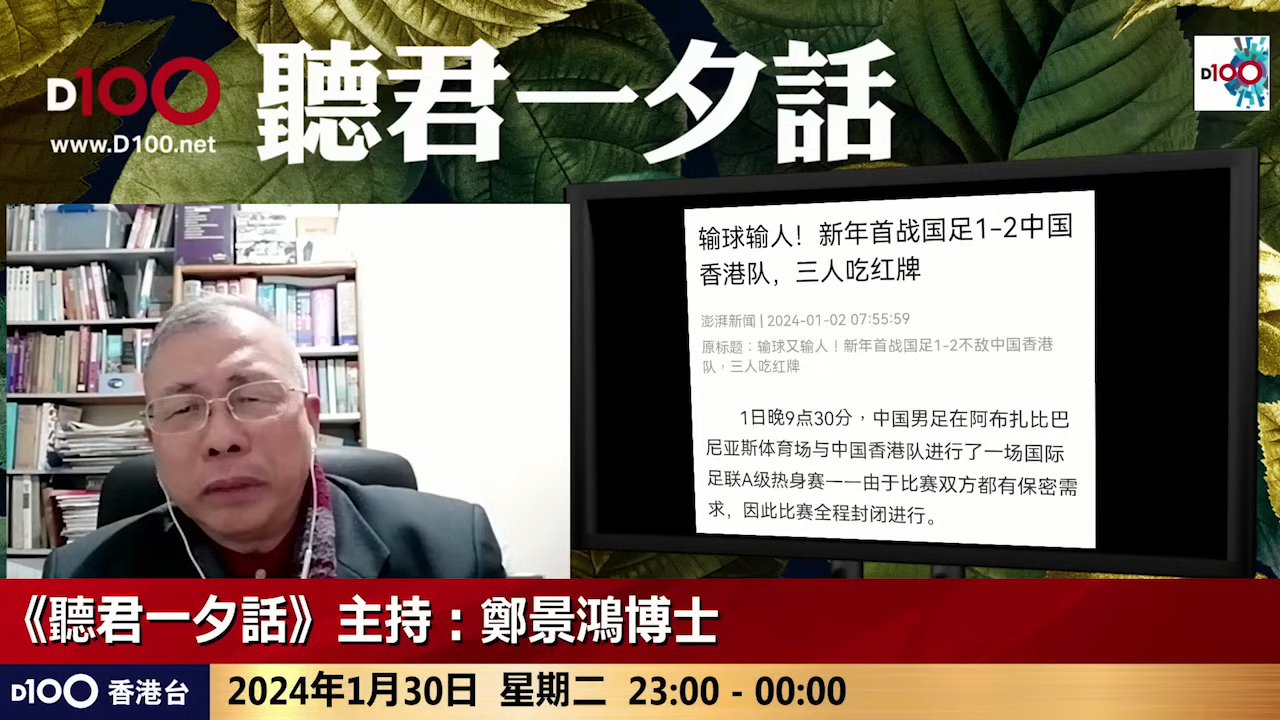 D100
www.D100.net
聽君一夕話
D100
输球输人！新年首战国足1-2中国
香港队，三人吃红牌
澎湃新闻 | 2024-01-02 07:55:59
原标题：输球又输人！新年首战国足1-2不敌中国香港
队，三人吃红牌
1日晚9点30分，中国男足在阿布扎比巴
尼亚斯体育场与中国香港队进行了一场国际
足联A级热身赛——由于比赛双方都有保密需
求，因此比赛全程封闭进行。
《聽君一夕話》主持：鄭景鴻博士
D100 香港台
2024年1月30日 星期二 23:00 - 00:00